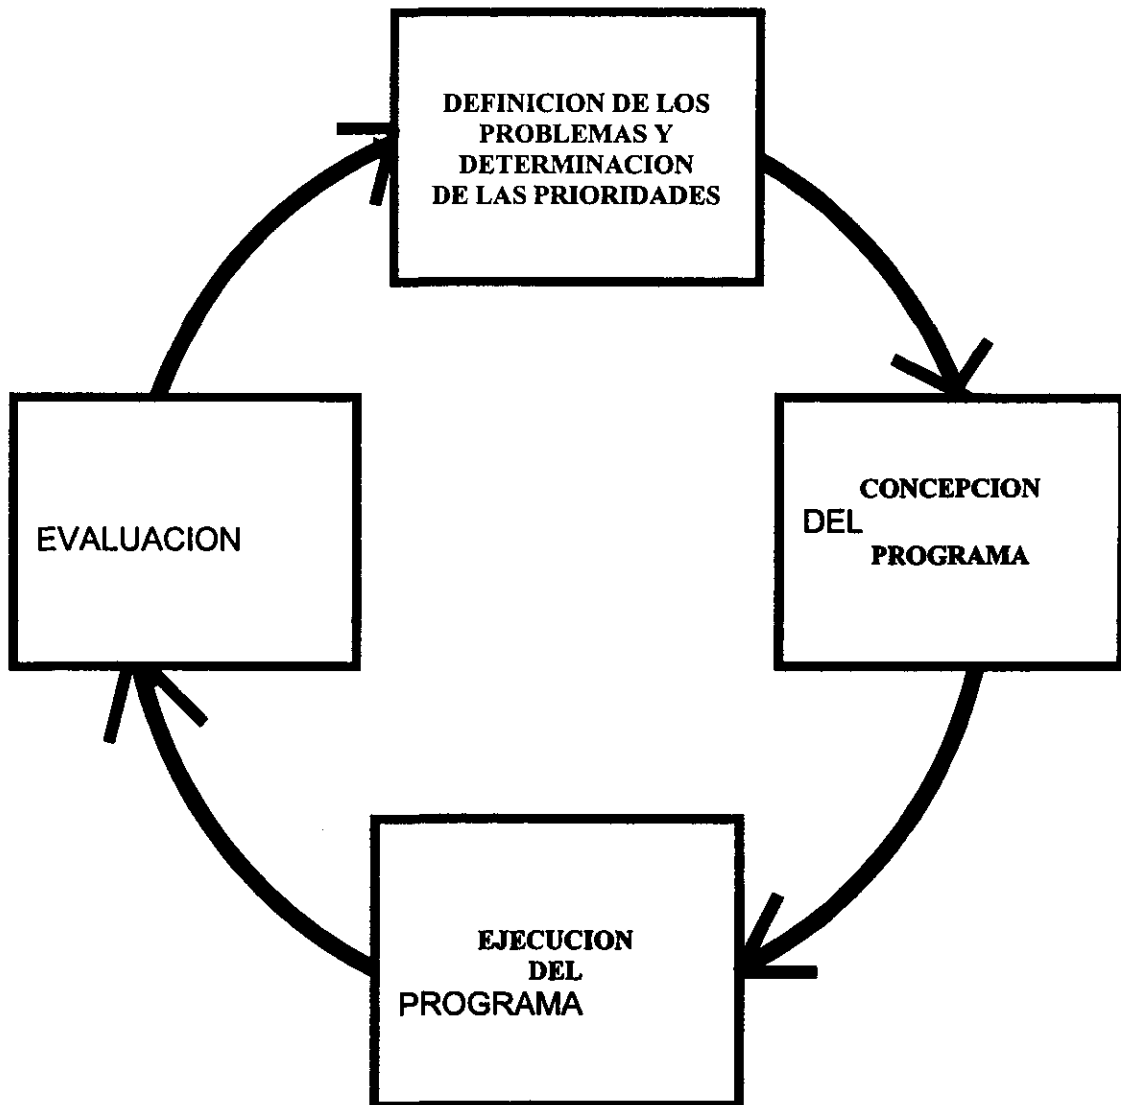 DEFINICION DE LOS
PROBLEMAS Y
DETERMINACION
DE LAS PRIORIDADES
CONCEPCION
DEL
PROGRAMA
EJECUCION
DEL
PROGRAMA
EVALUACION